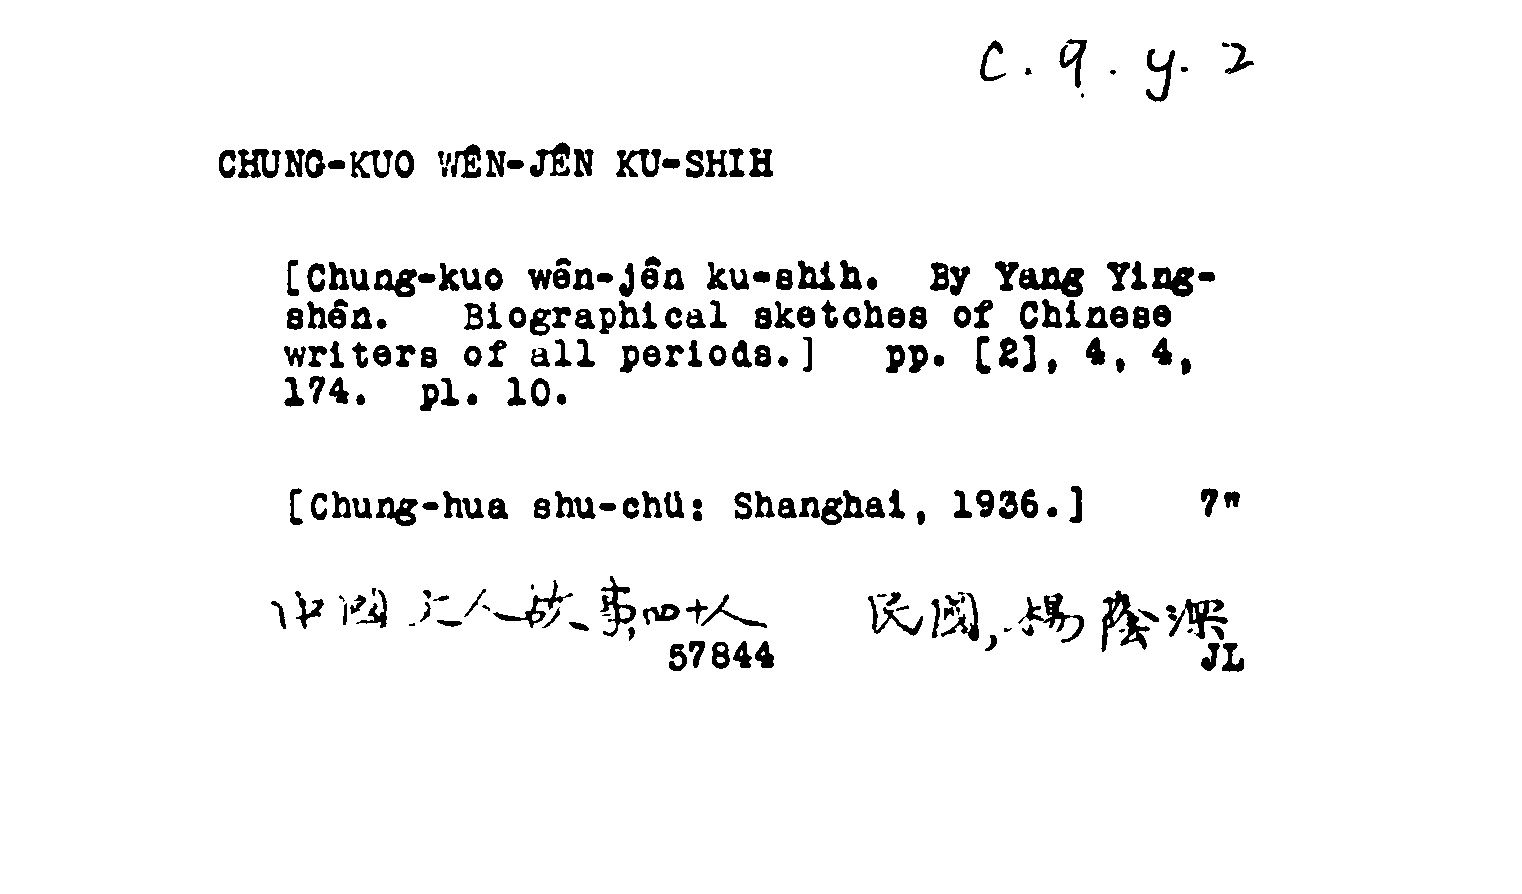 C. 9. y. 2
CHUNG-KUO WÊN-JÊN KU-SHIH
[Chung-kuo wên-jên ku-shih. By Yang Ying-
shên. Biographical sketches of Chinese
writers of all periods.] pp. [2], 4, 4,
174. pl. 10.
[Chung-hua shu-chü: Shanghai, 1936.] 7"
中國文人故事,四十人 民國,楊蔭深
57844 JL